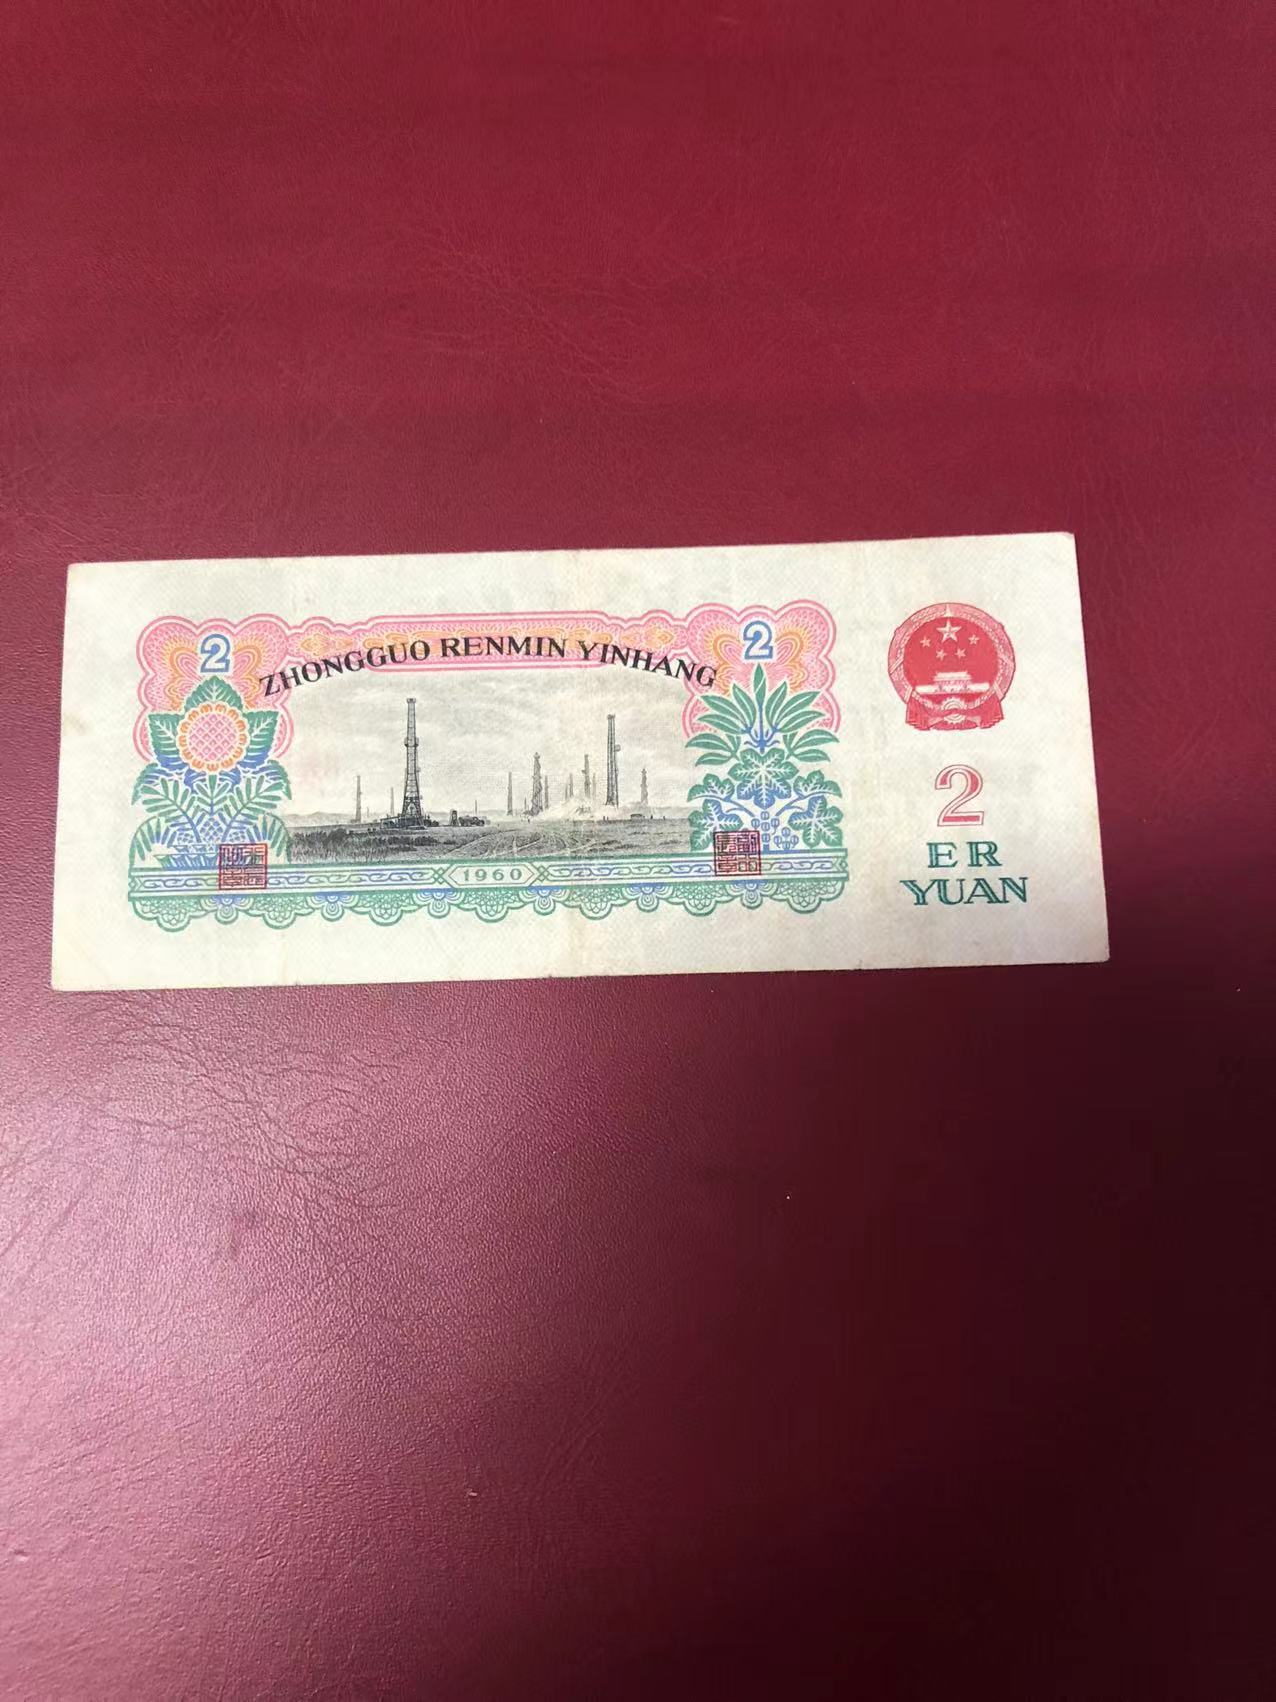 2
ZHONGGUO RENMIN YINHANG
2
1960
2
ER
YUAN